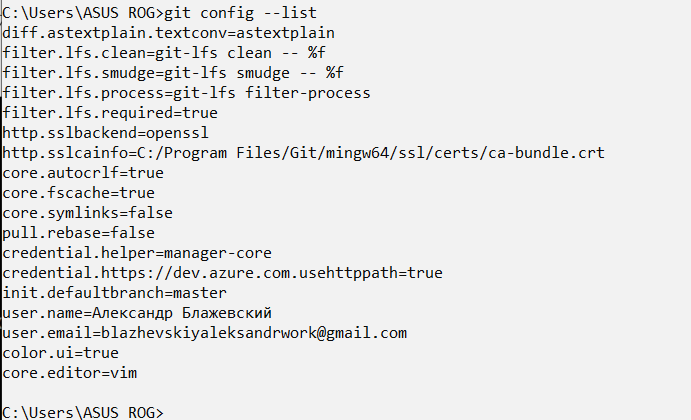 C:\Users\ASUS ROG>git config --list
diff.astextplain.textconv=astextplain
filter.lfs.clean=git-lfs clean -- %f
filter.lfs.smudge=git-lfs smudge -- %f
filter.lfs.process=git-lfs filter-process
filter.lfs.required=true
http.sslbackend=openssl
http.sslcainfo=C:/Program Files/Git/mingw64/ssl/certs/ca-bundle.crt
core.autocrlf=true
core.fscache=true
core.symlinks=false
pull.rebase=false
credential.helper=manager-core
credential.https://dev.azure.com.usehttppath=true
init.defaultbranch=master
user.name=Александр Блажевский
user.email=blazhevskiyaleksandrwork@gmail.com
color.ui=true
core.editor=vim
C:\Users\ASUS ROG>